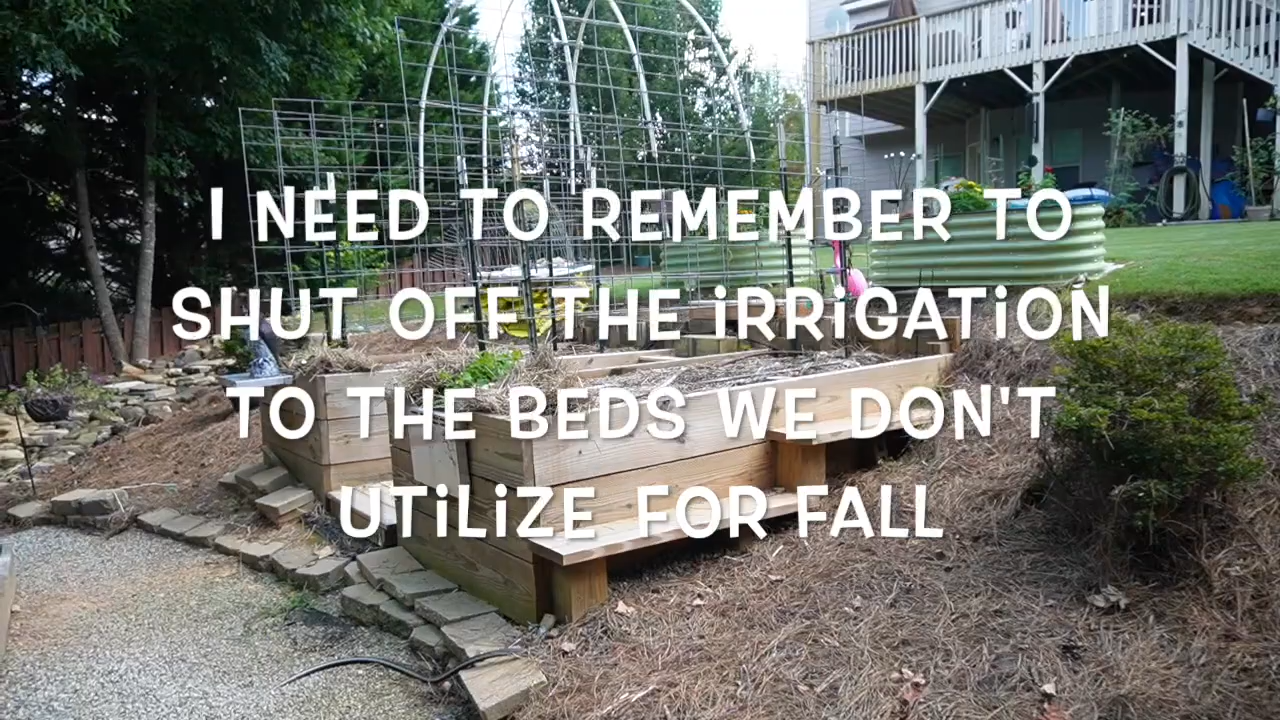 I NEED TO REMEMBER TO
SHUT OFF THE IRRIGATION
TO THE BEDS WE DON'T
UTILIZE FOR FALL